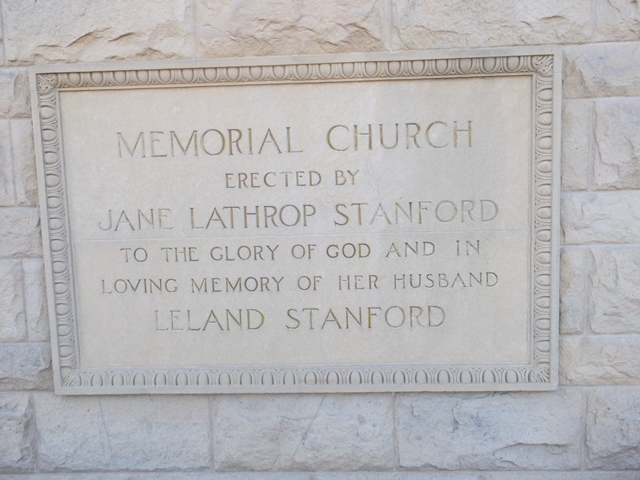 MEMORIAL CHURCH
ERECTED BY
JANE LATHROP STANFORD
TO THE GLORY OF GOD AND IN
LOVING MEMORY OF HER HUSBAND
LELAND STANFORD